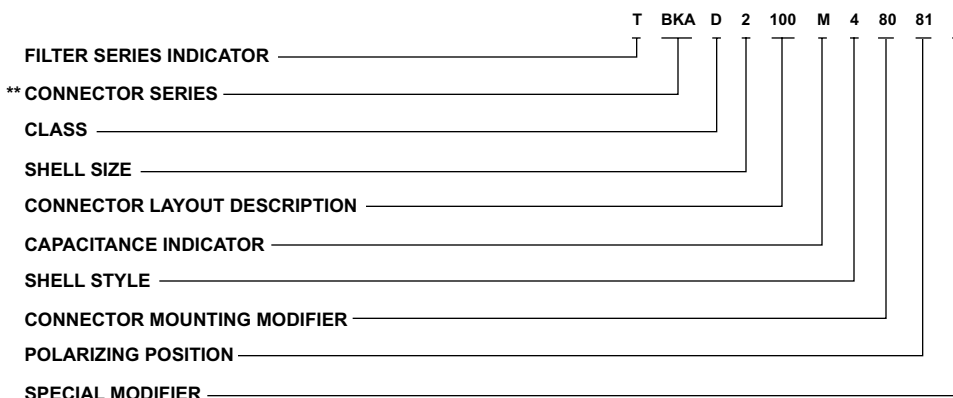 T BKA D 2 100 M 4 80 81
FILTER SERIES INDICATOR
** CONNECTOR SERIES
CLASS
SHELL SIZE
CONNECTOR LAYOUT DESCRIPTION
CAPACITANCE INDICATOR
SHELL STYLE
CONNECTOR MOUNTING MODIFIER
POLARIZING POSITION
SPECIAL MODIFIER